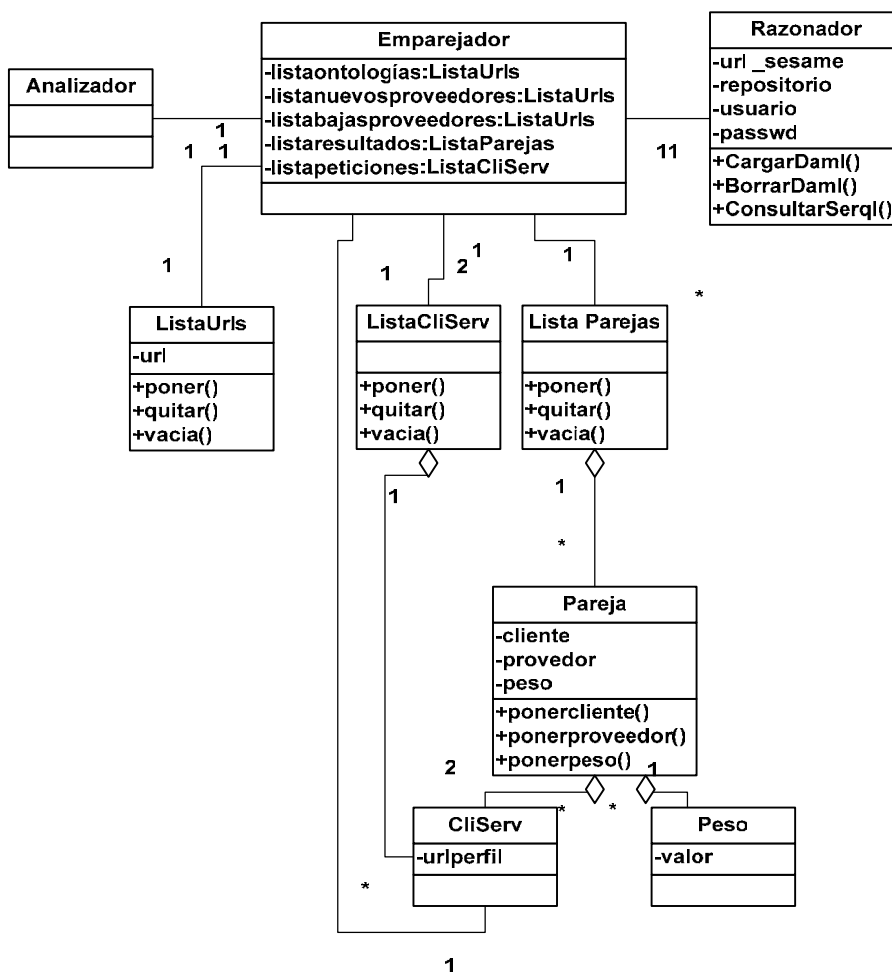 Analizador
Emparejador
-listaontologías:ListaUrls
-listanuevosproveedores:ListaUrls
-listabajasproveedores:ListaUrls
-listaresultados:ListaParejas
-listapeticiones:ListaCliServ
Razonador
-url _sesame
-repositorio
-usuario
-passwd
+CargarDaml()
+BorrarDaml()
+ConsultarSerql()
1
1
1
11
1
1
2
1
1
*
ListaUrls
-url
+poner()
+quitar()
+vacia()
ListaCliServ
+poner()
+quitar()
+vacia()
Lista Parejas
+poner()
+quitar()
+vacia()
1
1
*
Pareja
-cliente
-provedor
-peso
+ponercliente()
+ponerproveedor()
+ponerpeso()
2
1
*
*
CliServ
-urlperfil
Peso
-valor
*
1